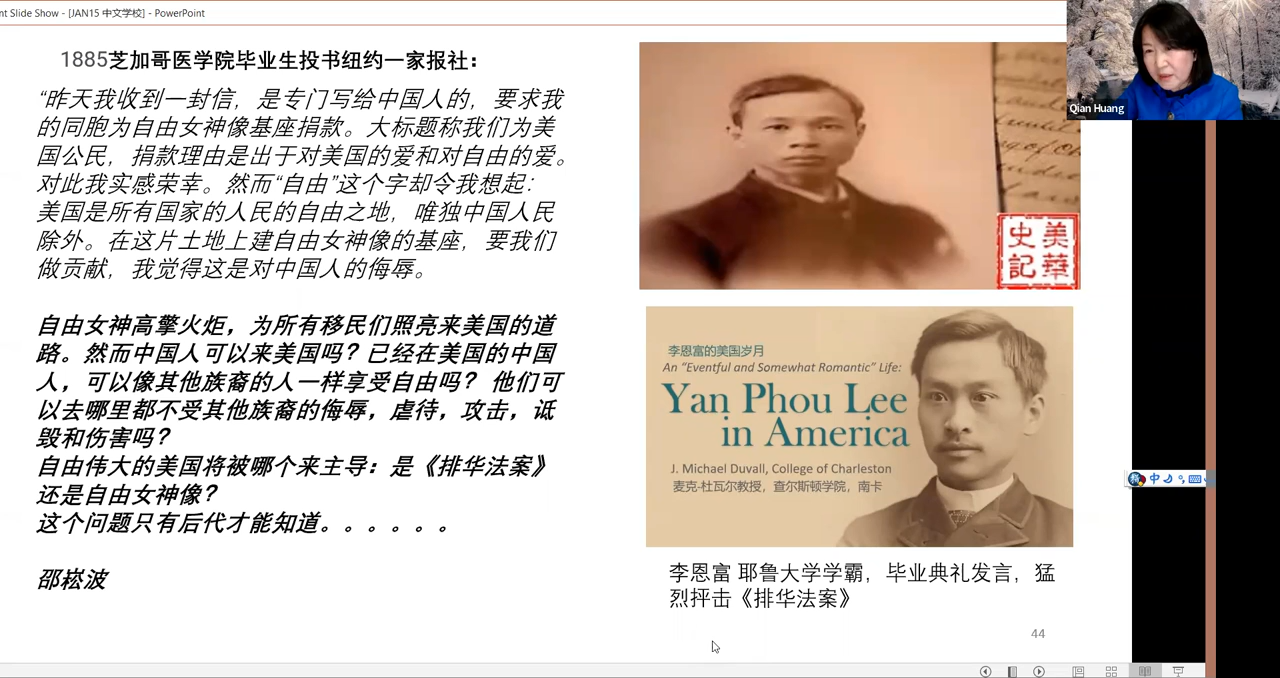 nt Slide Show - [JAN15 中文学校] - PowerPoint
1885芝加哥医学院毕业生投书纽约一家报社：
“昨天我收到一封信，是专门写给中国人的，要求我
的同胞为自由女神像基座捐款。大标题称我们为美
国公民，捐款理由是出于对美国的爱和对自由的爱。
对此我实感荣幸。然而“自由”这个字却令我想起：
美国是所有国家的人民的自由之地，唯独中国人民
除外。在这片土地上建自由女神像的基座，要我们
做贡献，我觉得这是对中国人的侮辱。
自由女神高擎火炬，为所有移民们照亮来美国的道
路。然而中国人可以来美国吗？已经在美国的中国
人，可以像其他族裔的人一样享受自由吗？ 他们可
以去哪里都不受其他族裔的侮辱，虐待，攻击，诋
毁和伤害吗？
自由伟大的美国将被哪个来主导：是《排华法案》
还是自由女神像？
这个问题只有后代才能知道。。。。。。
邵崧波
美華
史記
李恩富的美国岁月
An “Eventful and Somewhat Romantic” Life:
Yan Phou Lee
in America
J. Michael Duvall, College of Charleston
麦克-杜瓦尔教授，查尔斯顿学院，南卡
李恩富 耶鲁大学学霸，毕业典礼发言，猛
烈抨击《排华法案》
44
Qian Huang
中